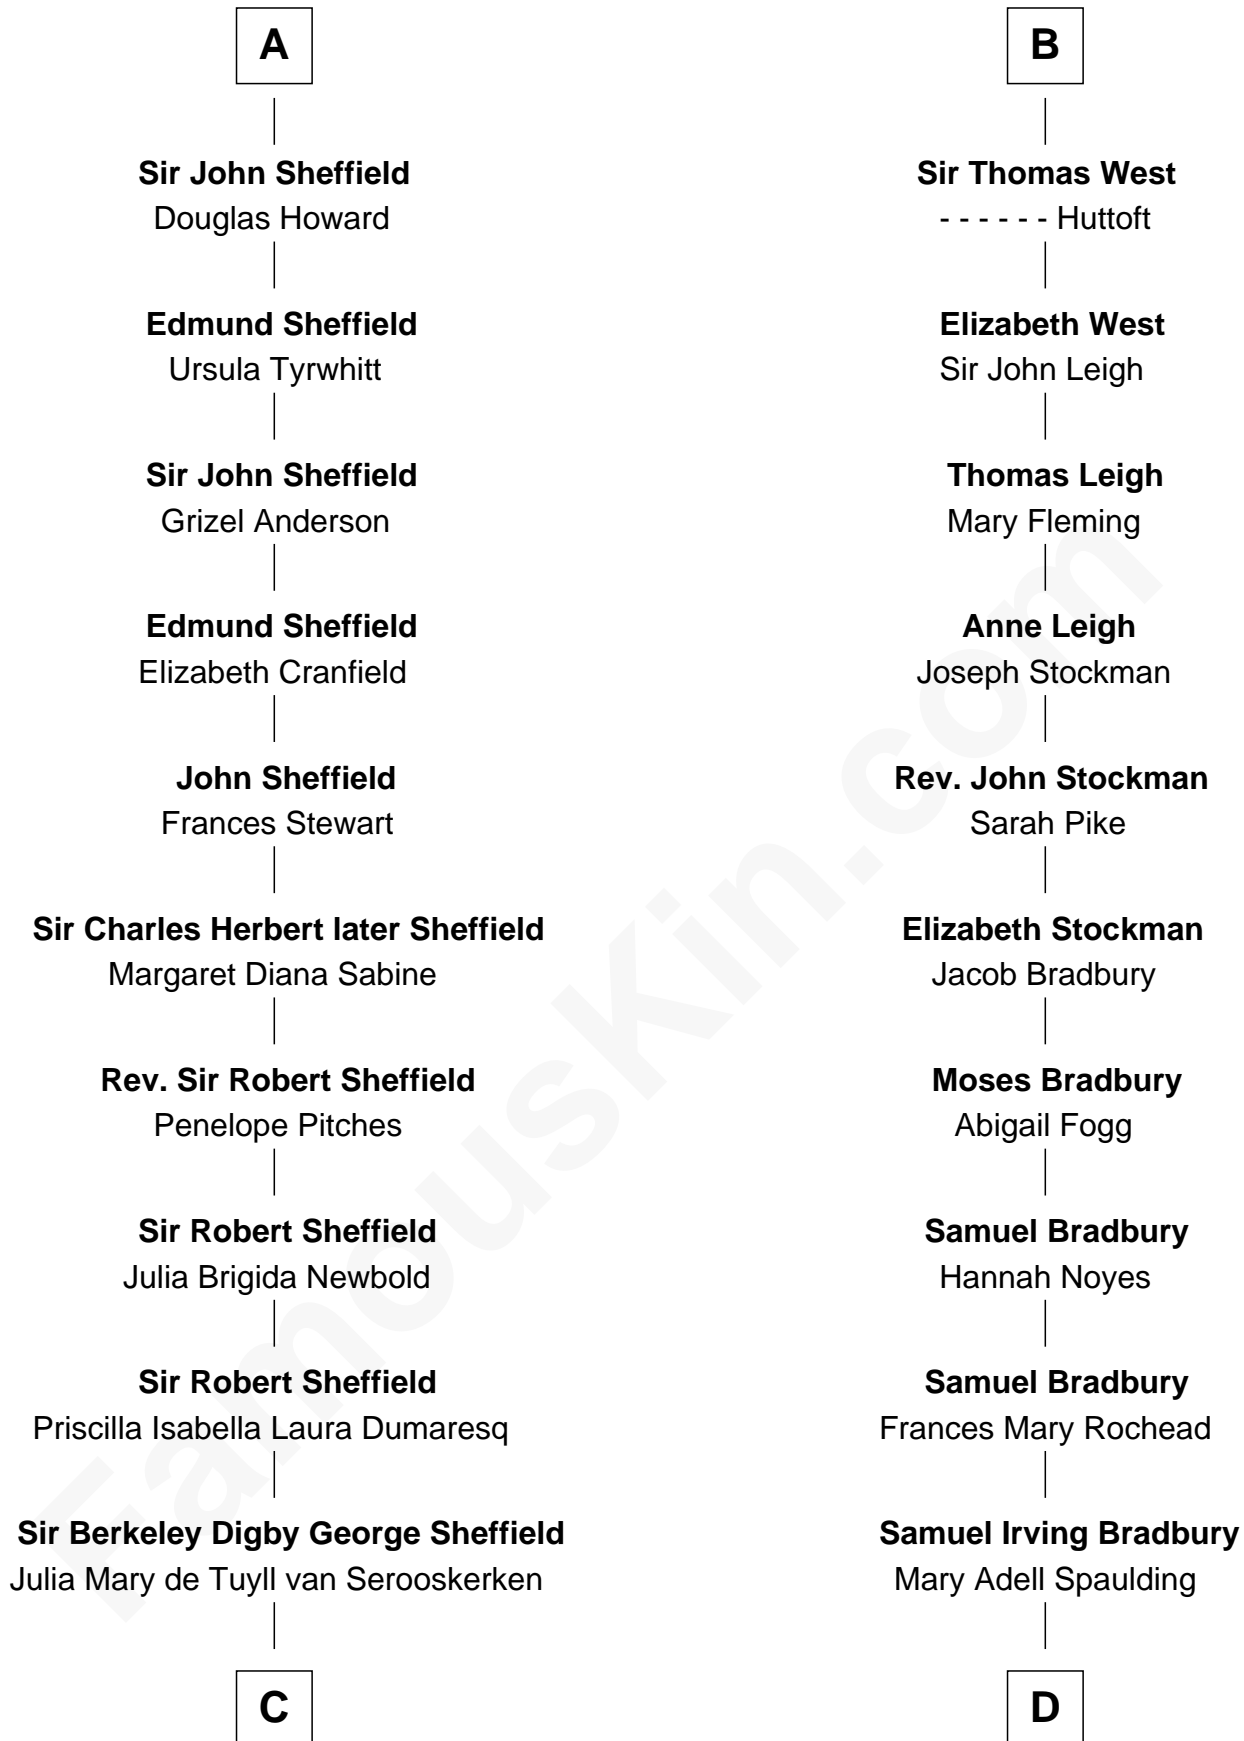 A
Sir John Sheffield
Douglas Howard
Edmund Sheffield
Ursula Tyrwhitt
Sir John Sheffield
Grizel Anderson
Edmund Sheffield
Elizabeth Cranfield
John Sheffield
Frances Stewart
Sir Charles Herbert later Sheffield
Margaret Diana Sabine
Rev. Sir Robert Sheffield
Penelope Pitches
Sir Robert Sheffield
Julia Brigida Newbold
Sir Robert Sheffield
Priscilla Isabella Laura Dumaresq
Sir Berkeley Digby George Sheffield
Julia Mary de Tuyll van Serooskerken
C
B
Sir Thomas West
- - - - - - Huttoft
Elizabeth West
Sir John Leigh
Thomas Leigh
Mary Fleming
Anne Leigh
Joseph Stockman
Rev. John Stockman
Sarah Pike
Elizabeth Stockman
Jacob Bradbury
Moses Bradbury
Abigail Fogg
Samuel Bradbury
Hannah Noyes
Samuel Bradbury
Frances Mary Rochead
Samuel Irving Bradbury
Mary Adell Spaulding
D
FamousKin.com